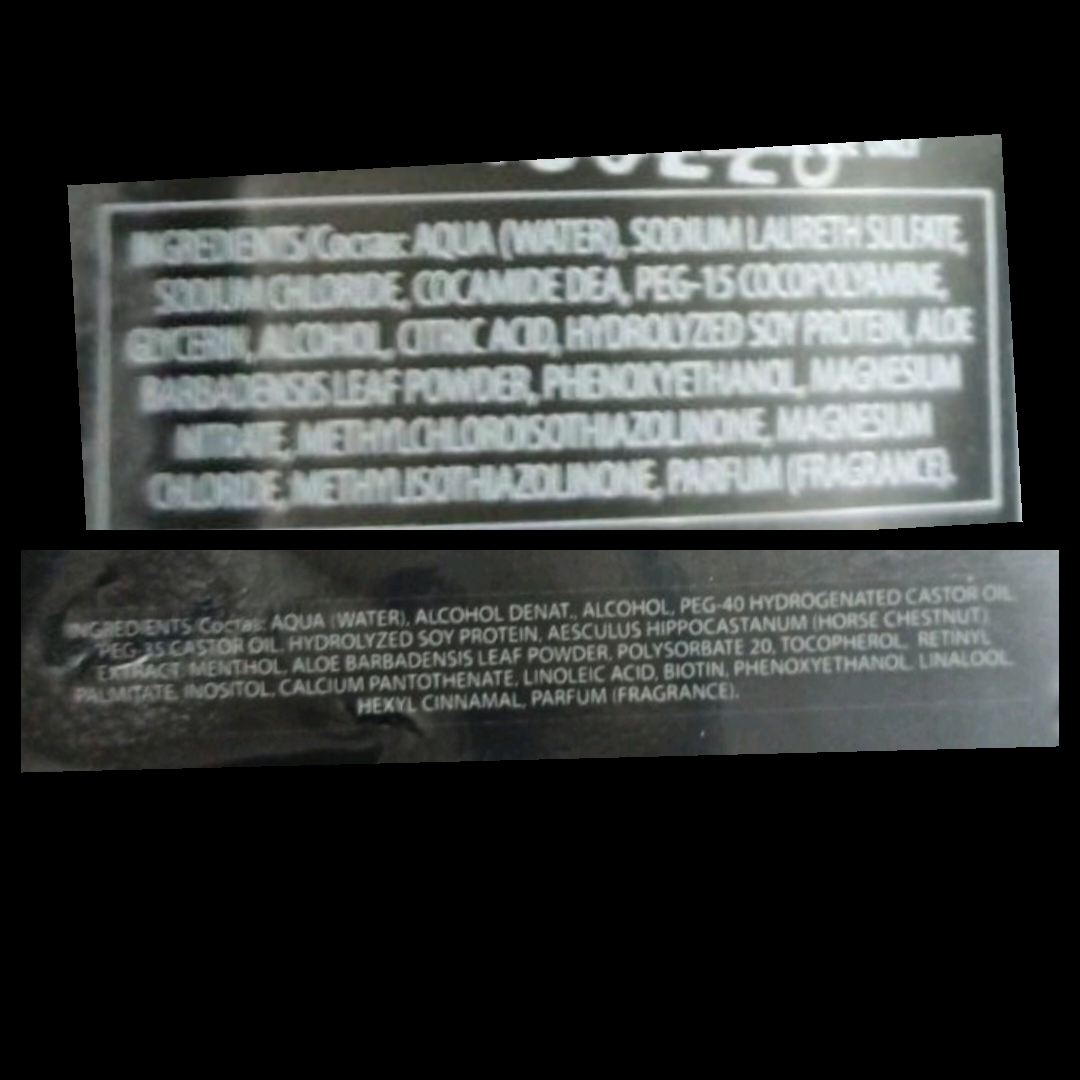 INGREDIENTS/Состав: AQUA (WATER), SODIUM LAURETH SULFATE,
SODIUM CHLORIDE, COCAMIDE DEA, PEG-15 COCOPOLYAMINE,
GLYCERIN, ALCOHOL, CITRIC ACID, HYDROLYZED SOY PROTEIN, ALOE
BARBADENSIS LEAF POWDER, PHENOXYETHANOL, MAGNESIUM
NITRATE, METHYLCHLOROISOTHIAZOLINONE, MAGNESIUM
CHLORIDE, METHYLISOTHIAZOLINONE, PARFUM (FRAGRANCE).
INGREDIENTS Состав: AQUA (WATER), ALCOHOL DENAT., ALCOHOL, PEG-40 HYDROGENATED CASTOR OIL,
PEG-35 CASTOR OIL, HYDROLYZED SOY PROTEIN, AESCULUS HIPPOCASTANUM (HORSE CHESTNUT)
EXTRACT, MENTHOL, ALOE BARBADENSIS LEAF POWDER, POLYSORBATE 20, TOCOPHEROL, RETINYL
PALMITATE, INOSITOL, CALCIUM PANTOTHENATE, LINOLEIC ACID, BIOTIN, PHENOXYETHANOL, LINALOOL,
HEXYL CINNAMAL, PARFUM (FRAGRANCE).